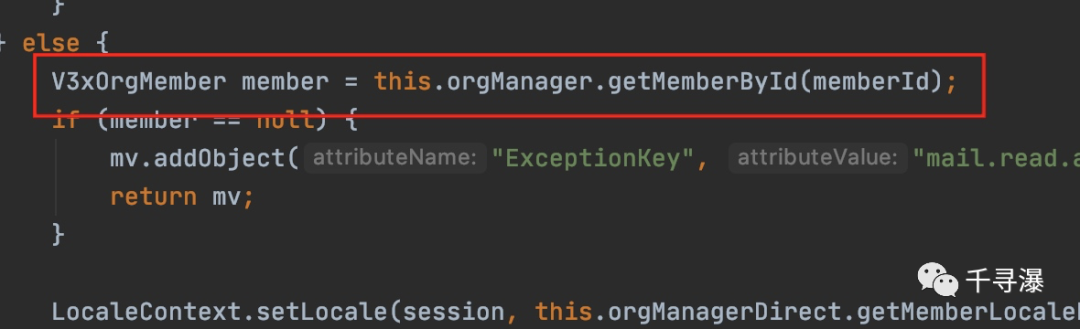 }
else {
V3xOrgMember member = this.orgManager.getMemberById(memberId);
if (member == null) {
mv.addObject( attributeName: "ExceptionKey", attributeValue: "mail.read.a
return mv;
}
千寻瀑
LocaleContext.setLocale(session, this.orgManagerDirect.getMemberLocale